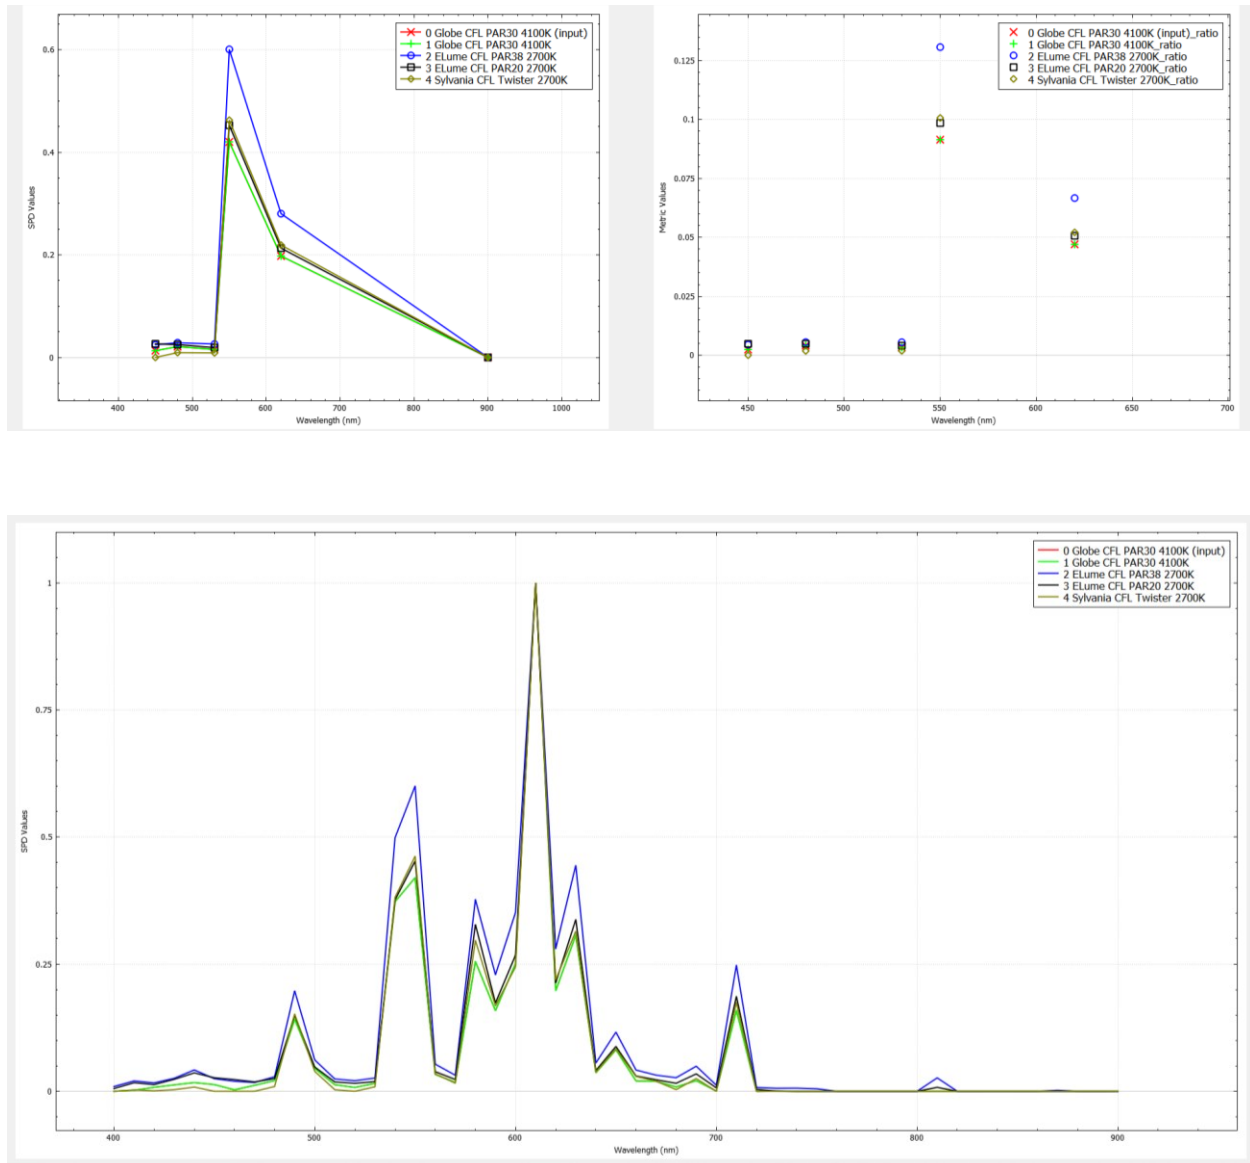 0 Globe CFL PAR30 4100K (input)
1 Globe CFL PAR30 4100K
2 ELume CFL PAR38 2700K
3 ELume CFL PAR20 2700K
4 Sylvania CFL Twister 2700K
0.6
0.4
0.2
0
SPD Values
400
500
600
700
800
900
1000
Wavelength (nm)
0 Globe CFL PAR30 4100K (input)_ratio
1 Globe CFL PAR30 4100K_ratio
2 ELume CFL PAR38 2700K_ratio
3 ELume CFL PAR20 2700K_ratio
4 Sylvania CFL Twister 2700K_ratio
0.125
0.1
0.075
0.05
0.025
0
Metric Values
450
500
550
600
650
700
Wavelength (nm)
0 Globe CFL PAR30 4100K (input)
1 Globe CFL PAR30 4100K
2 ELume CFL PAR38 2700K
3 ELume CFL PAR20 2700K
4 Sylvania CFL Twister 2700K
1
0.75
0.5
0.25
0
SPD Values
400
500
600
700
800
900
Wavelength (nm)